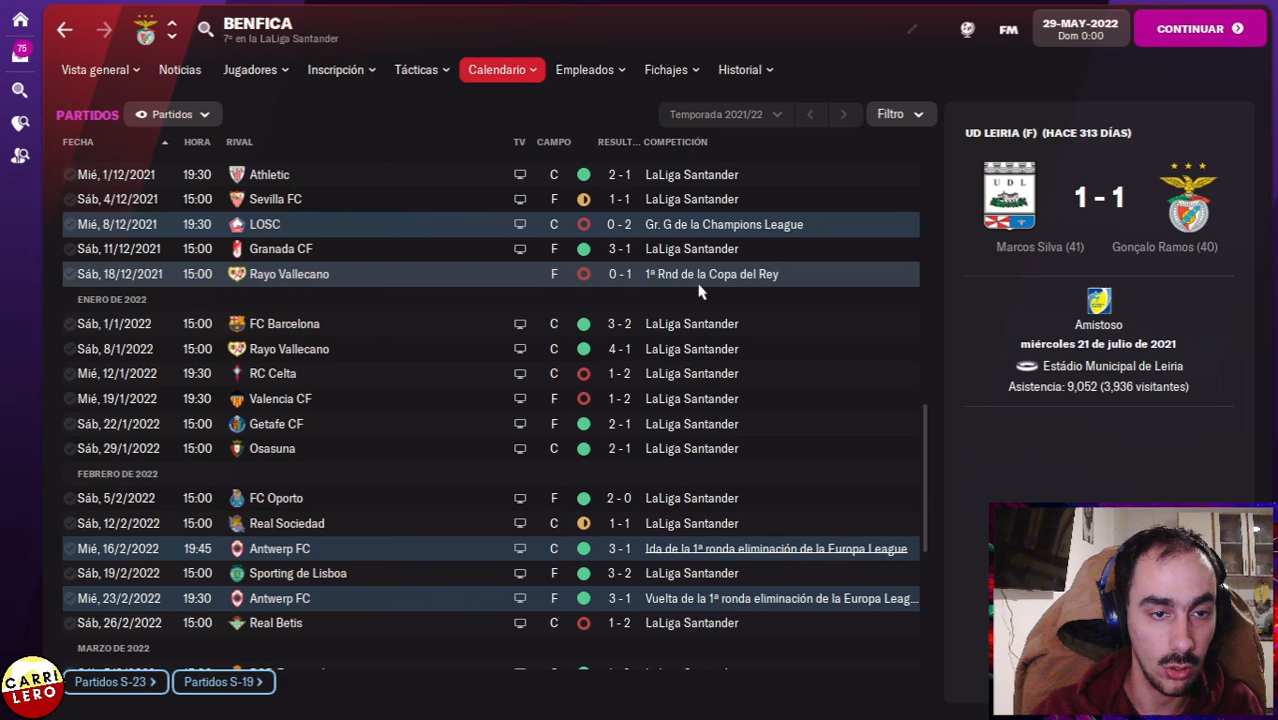 BENFICA
7ª en la LaLiga Santander
75
FM
29-MAY-2022
Dom 0:00
CONTINUAR
Vista general
Noticias
Jugadores
Inscripción
Tácticas
Calendario
Empleados
Fichajes
Historial
PARTIDOS
Partidos
Temporada 2021/22
Filtro
FECHA HORA RIVAL TV CAMPO RESULT... COMPETICIÓN
Mié, 1/12/2021 19:30 Athletic C 2 - 1 LaLiga Santander
Sáb, 4/12/2021 15:00 Sevilla FC F 1 - 1 LaLiga Santander
Mié, 8/12/2021 19:30 LOSC C 0 - 2 Gr. G de la Champions League
Sáb, 11/12/2021 15:00 Granada CF F 3 - 1 LaLiga Santander
Sáb, 18/12/2021 15:00 Rayo Vallecano F 0 - 1 1ª Rnd de la Copa del Rey
ENERO DE 2022
Sáb, 1/1/2022 15:00 FC Barcelona C 3 - 2 LaLiga Santander
Sáb, 8/1/2022 15:00 Rayo Vallecano C 4 - 1 LaLiga Santander
Mié, 12/1/2022 19:30 RC Celta C 1 - 2 LaLiga Santander
Mié, 19/1/2022 19:30 Valencia CF F 1 - 2 LaLiga Santander
Sáb, 22/1/2022 15:00 Getafe CF F 2 - 1 LaLiga Santander
Sáb, 29/1/2022 15:00 Osasuna C 2 - 1 LaLiga Santander
FEBRERO DE 2022
Sáb, 5/2/2022 15:00 FC Oporto F 2 - 0 LaLiga Santander
Sáb, 12/2/2022 15:00 Real Sociedad C 1 - 1 LaLiga Santander
Mié, 16/2/2022 19:45 Antwerp FC C 3 - 1 Ida de la 1ª ronda eliminación de la Europa League
Sáb, 19/2/2022 15:00 Sporting de Lisboa F 3 - 2 LaLiga Santander
Mié, 23/2/2022 19:30 Antwerp FC F 3 - 1 Vuelta de la 1ª ronda eliminación de la Europa Leag...
Sáb, 26/2/2022 15:00 Real Betis C 1 - 2 LaLiga Santander
MARZO DE 2022
Partidos S-23
Partidos S-19
CARRI
LERO
UD LEIRIA (F) (HACE 313 DÍAS)
UDL
1 - 1
Marcos Silva (41)
Gonçalo Ramos (40)
Amistoso
miércoles 21 de julio de 2021
Estádio Municipal de Leiria
Asistencia: 9,052 (3,936 visitantes)